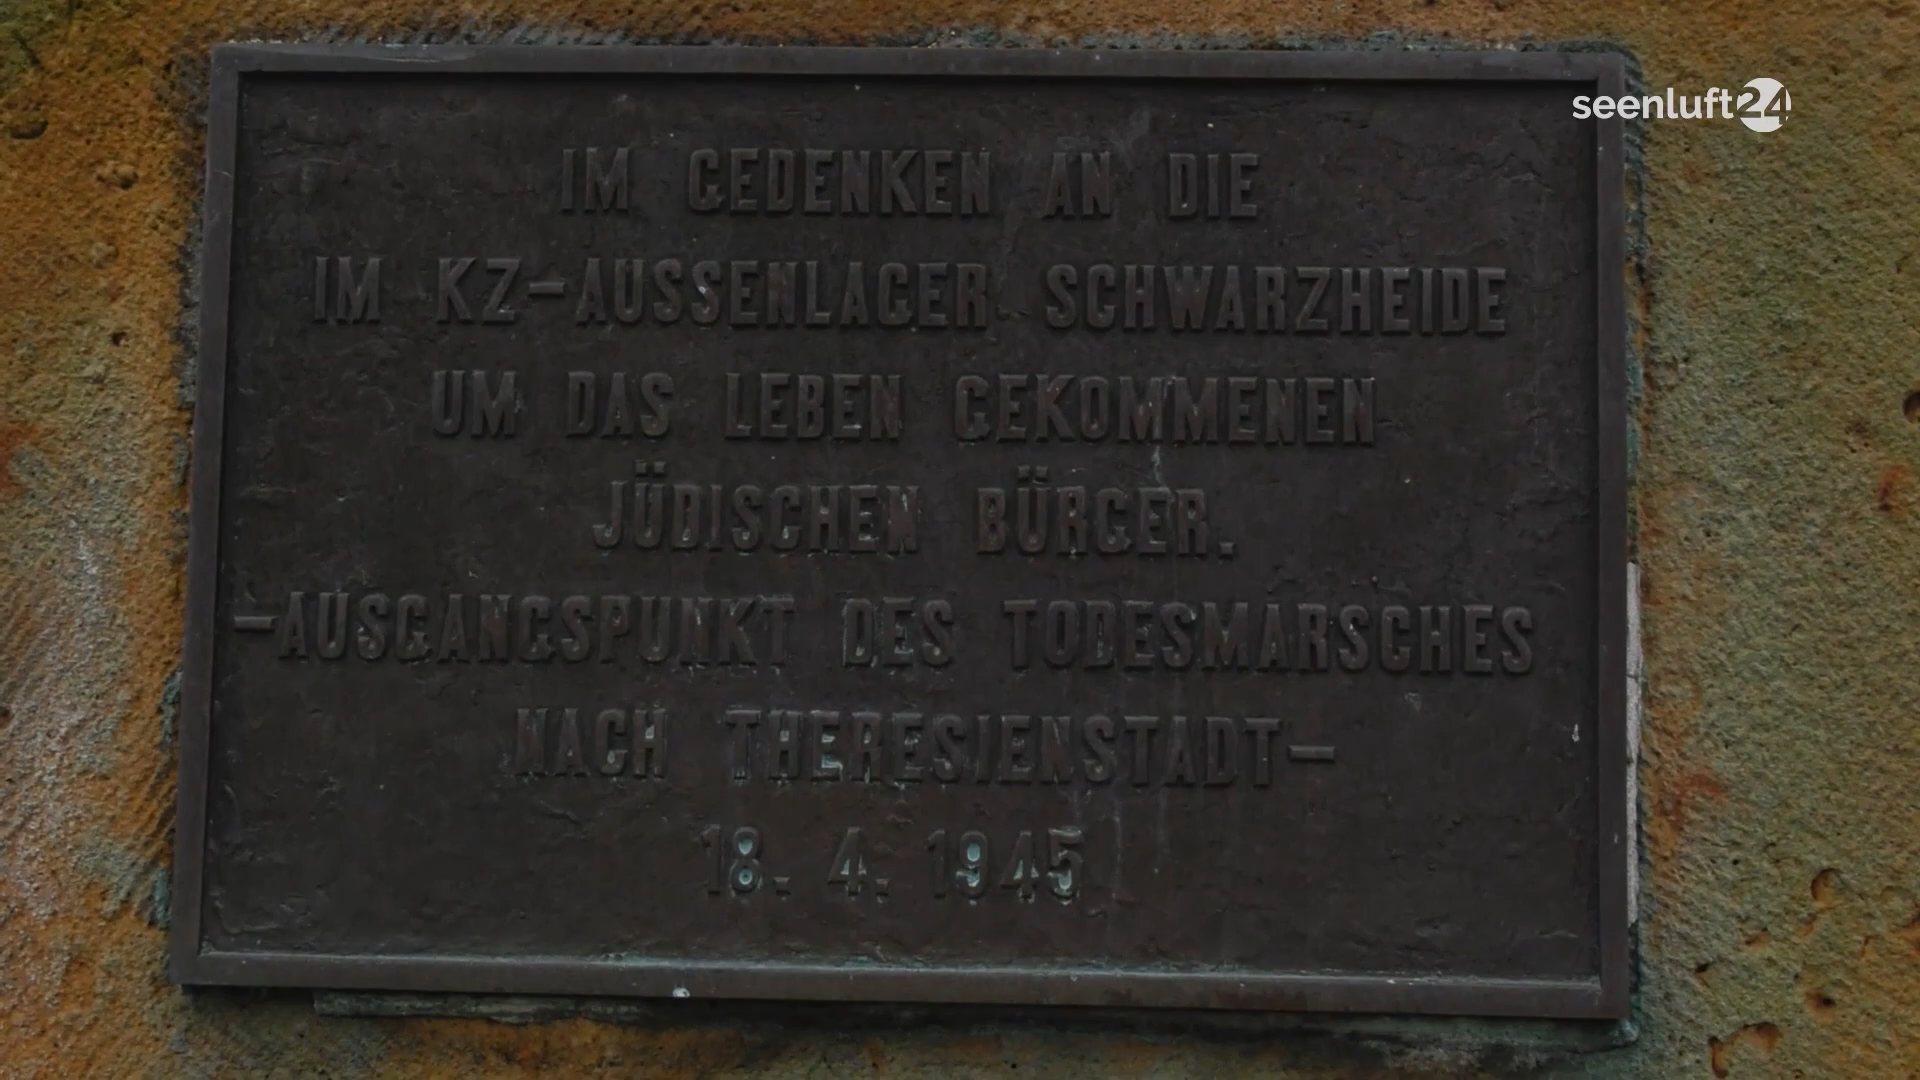 seenluft24
IM GEDENKEN AN DIE
IM KZ-AUSSENLAGER SCHWARZHEIDE
UM DAS LEBEN GEKOMMENEN
JÜDISCHEN BÜRGER.
-AUSGANGSPUNKT DES TODESMARSCHES
NACH THERESIENSTADT-
18. 4. 1945